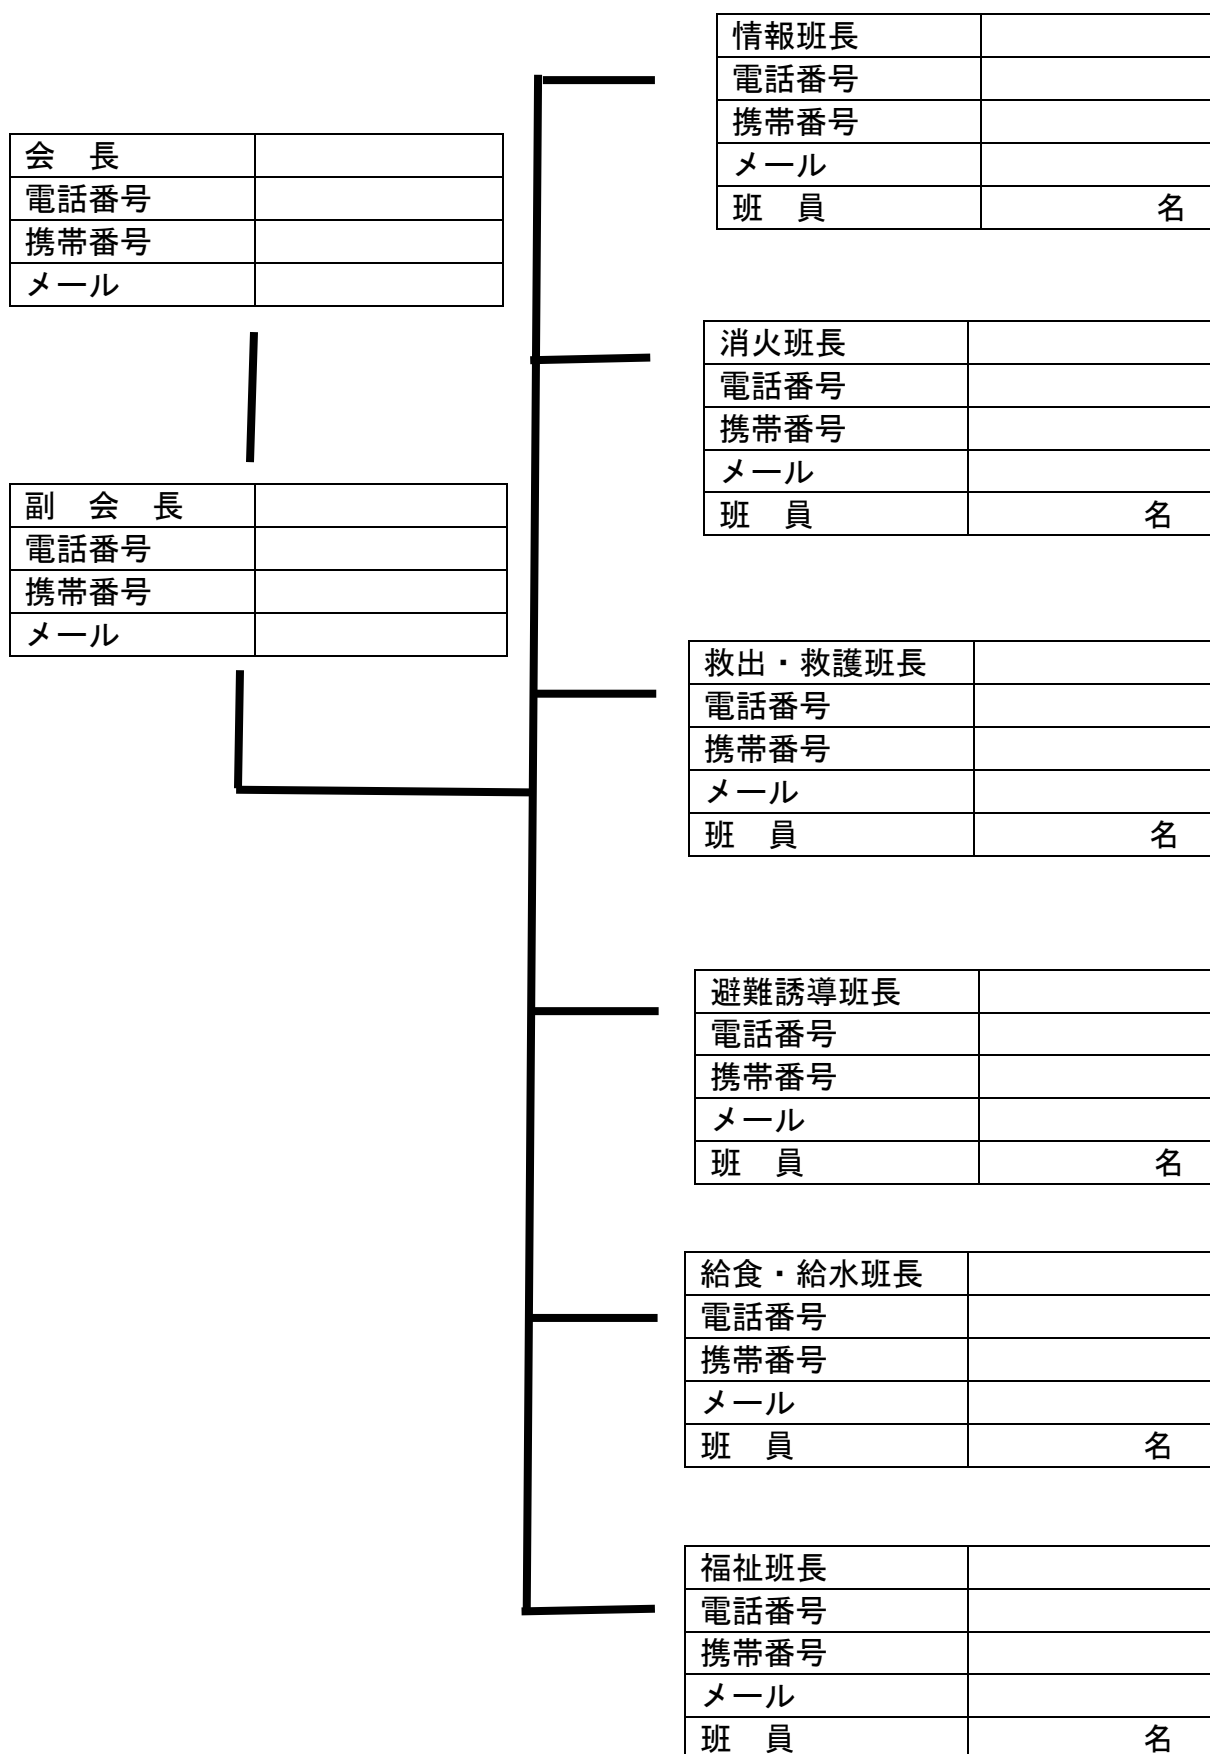 会　長
電話番号
携帯番号
メール
副　会　長
電話番号
携帯番号
メール
情報班長
電話番号
携帯番号
メール
班　員　名
消火班長
電話番号
携帯番号
メール
班　員　名
救出・救護班長
電話番号
携帯番号
メール
班　員　名
避難誘導班長
電話番号
携帯番号
メール
班　員　名
給食・給水班長
電話番号
携帯番号
メール
班　員　名
福祉班長
電話番号
携帯番号
メール
班　員　名